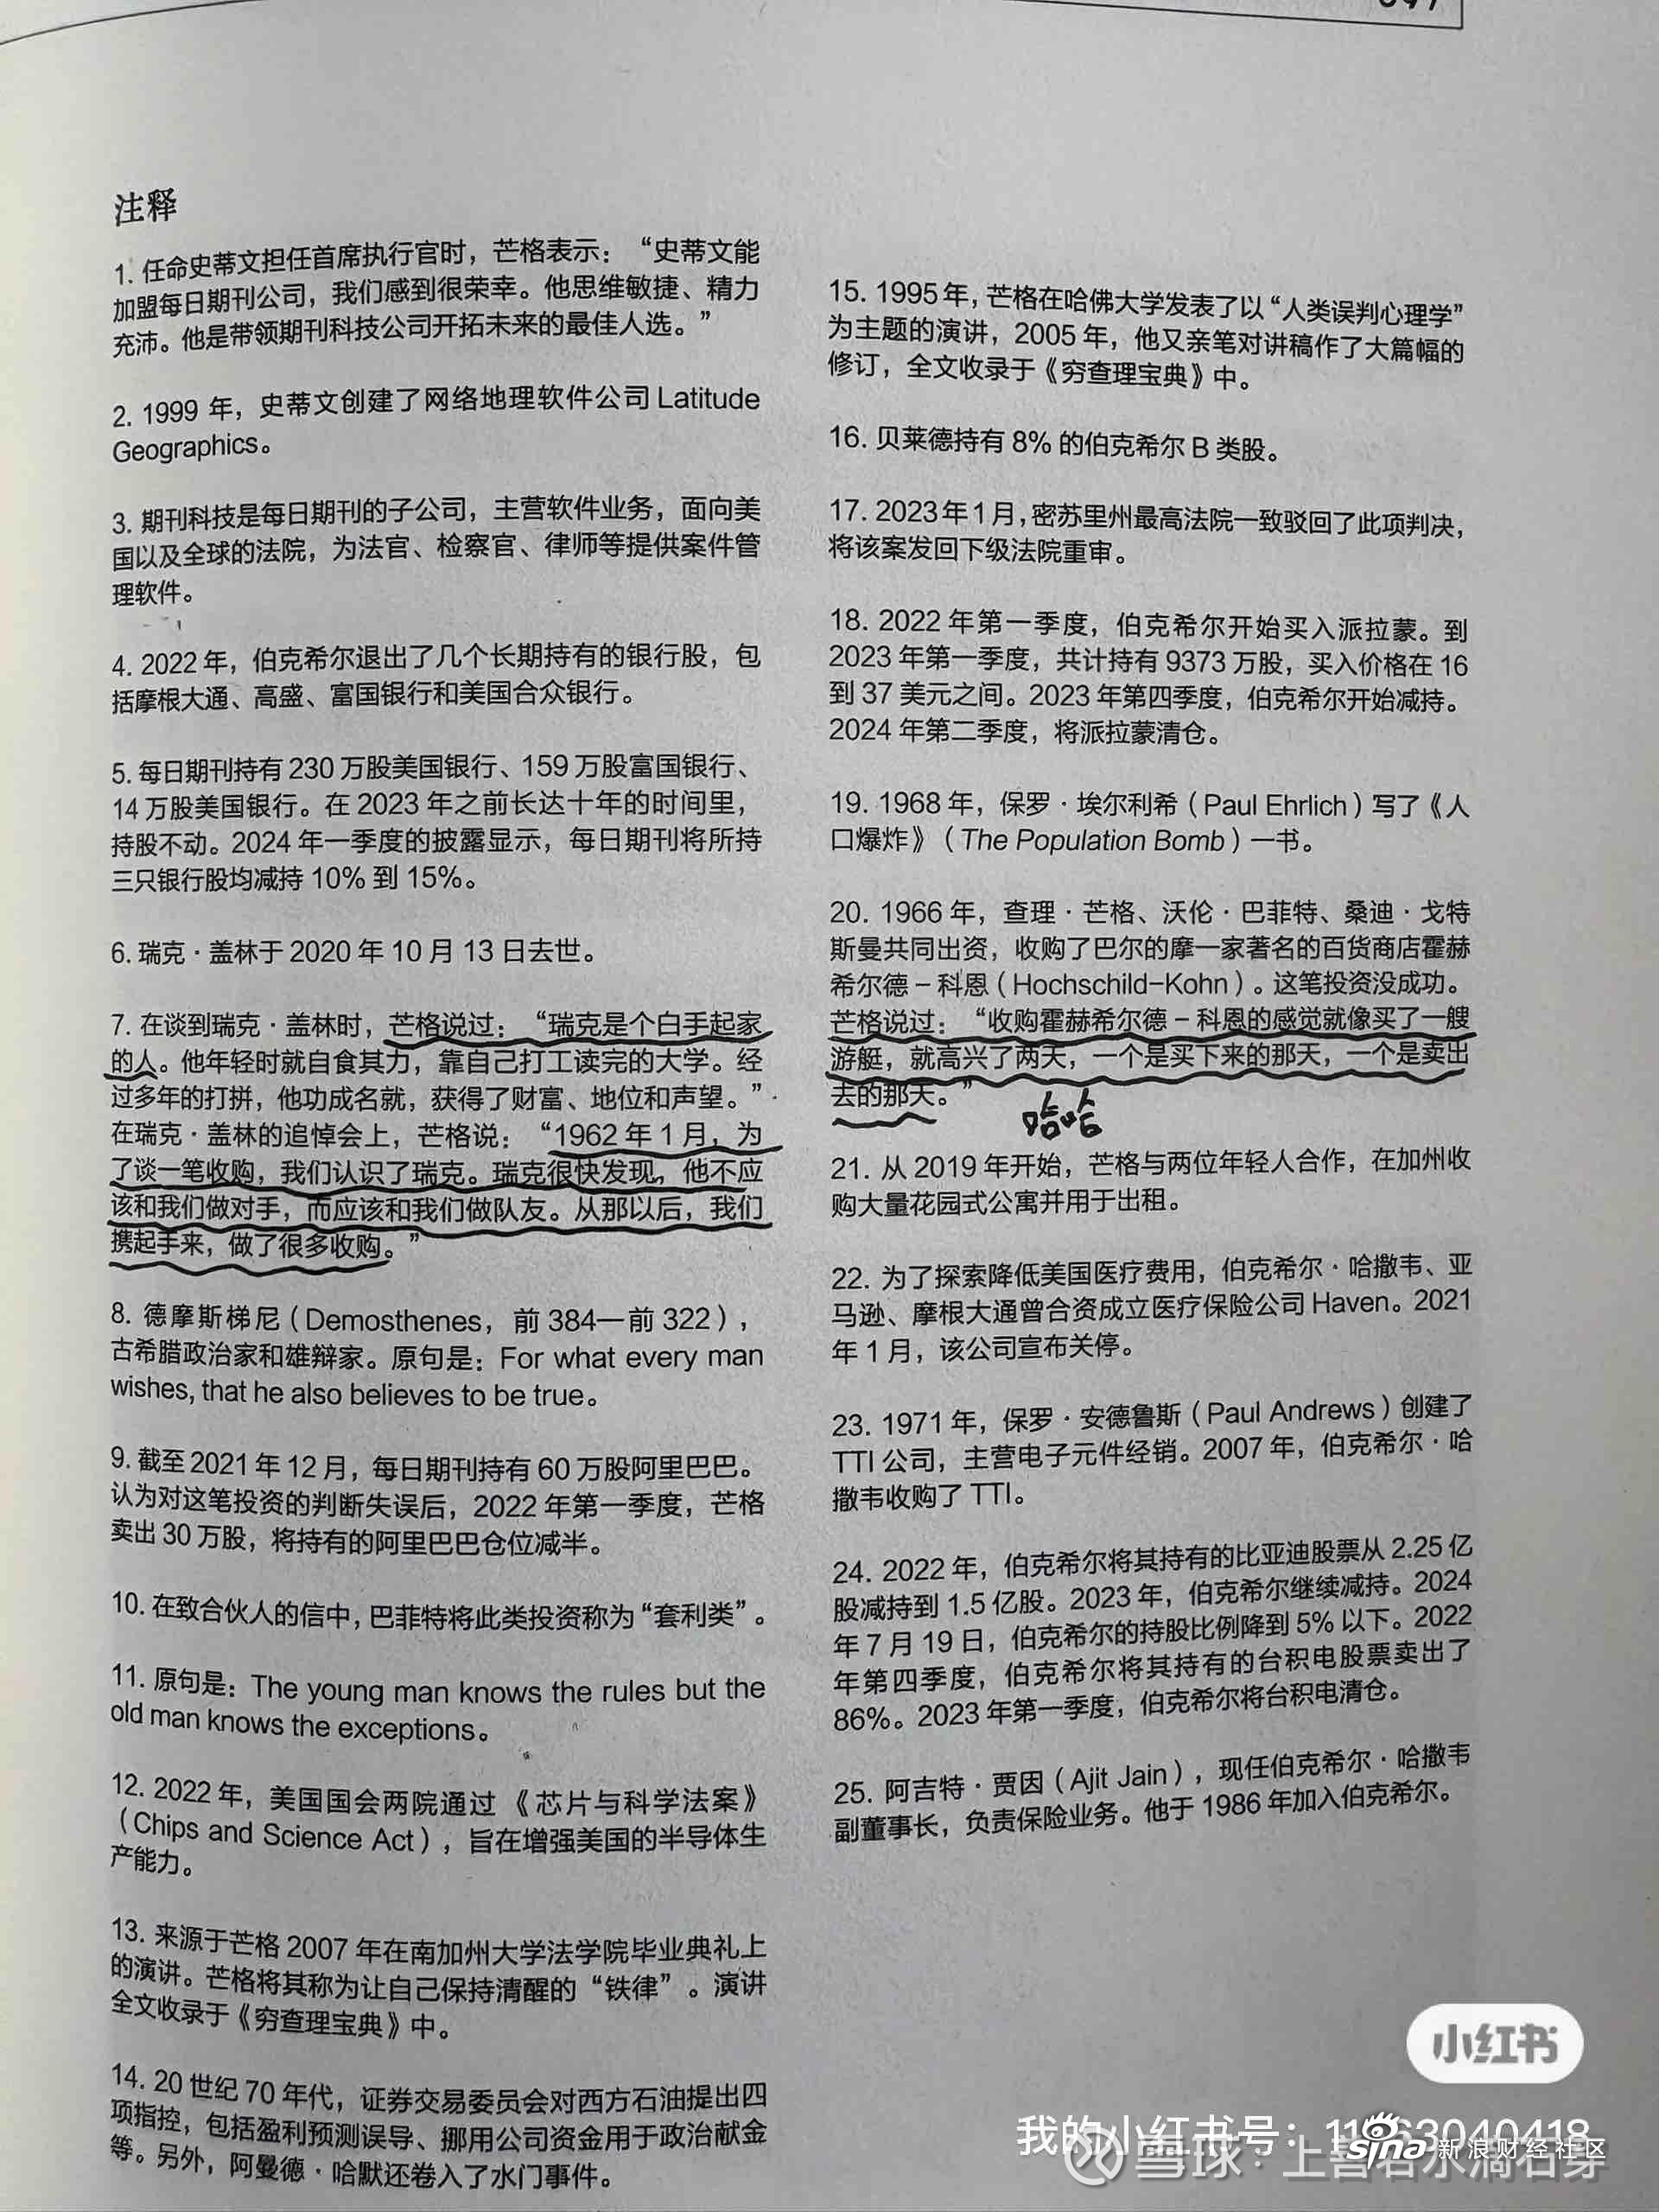 注释
1. 任命史蒂文担任首席执行官时，芒格表示：“史蒂文能
加盟每日期刊公司，我们感到很荣幸。他思维敏捷、精力
充沛。他是带领期刊科技公司开拓未来的最佳人选。”
2. 1999 年，史蒂文创建了网络地理软件公司 Latitude
Geographics。
3. 期刊科技是每日期刊的子公司，主营软件业务，面向美
国以及全球的法院，为法官、检察官、律师等提供案件管
理软件。
4. 2022 年，伯克希尔退出了几个长期持有的银行股，包
括摩根大通、高盛、富国银行和美国合众银行。
5. 每日期刊持有 230 万股美国银行、159 万股富国银行、
14 万股美国银行。在 2023 年之前长达十年的时间里，
持股不动。2024 年一季度的披露显示，每日期刊将所持
三只银行股均减持 10% 到 15%。
6. 瑞克·盖林于 2020 年 10 月 13 日去世。
7. 在谈到瑞克·盖林时，芒格说过：“瑞克是个白手起家
的人。他年轻时就自食其力，靠自己打工读完的大学。经
过多年的打拼，他功成名就，获得了财富、地位和声望。”
在瑞克·盖林的追悼会上，芒格说：“1962 年 1 月，为
了谈一笔收购，我们认识了瑞克。瑞克很快发现，他不应
该和我们做对手，而应该和我们做队友。从那以后，我们
携起手来，做了很多收购。”
8. 德摩斯梯尼（Demosthenes，前 384—前 322），
古希腊政治家和雄辩家。原句是：For what every man
wishes, that he also believes to be true。
9. 截至 2021 年 12 月，每日期刊持有 60 万股阿里巴巴。
认为对这笔投资的判断失误后，2022 年第一季度，芒格
卖出 30 万股，将持有的阿里巴巴仓位减半。
10. 在致合伙人的信中，巴菲特将此类投资称为“套利类”。
11. 原句是：The young man knows the rules but the
old man knows the exceptions。
12. 2022 年，美国国会两院通过《芯片与科学法案》
（Chips and Science Act），旨在增强美国的半导体生
产能力。
13. 来源于芒格 2007 年在南加州大学法学院毕业典礼上
的演讲。芒格将其称为让自己保持清醒的“铁律”。演讲
全文收录于《穷查理宝典》中。
14. 20 世纪 70 年代，证券交易委员会对西方石油提出四
项指控，包括盈利预测误导、挪用公司资金用于政治献金
等。另外，阿曼德·哈默还卷入了水门事件。
15. 1995 年，芒格在哈佛大学发表了以“人类误判心理学”
为主题的演讲，2005 年，他又亲笔对讲稿作了大篇幅的
修订，全文收录于《穷查理宝典》中。
16. 贝莱德持有 8% 的伯克希尔 B 类股。
17. 2023 年 1 月，密苏里州最高法院一致驳回了此项判决，
将该案发回下级法院重审。
18. 2022 年第一季度，伯克希尔开始买入派拉蒙。到
2023 年第一季度，共计持有 9373 万股，买入价格在 16
到 37 美元之间。2023 年第四季度，伯克希尔开始减持。
2024 年第二季度，将派拉蒙清仓。
19. 1968 年，保罗·埃尔利希（Paul Ehrlich）写了《人
口爆炸》（The Population Bomb）一书。
20. 1966 年，查理·芒格、沃伦·巴菲特、桑迪·戈特
斯曼共同出资，收购了巴尔的摩一家著名的百货商店霍赫
希尔德－科恩（Hochschild-Kohn）。这笔投资没成功。
芒格说过：“收购霍赫希尔德－科恩的感觉就像买了一艘
游艇，就高兴了两天，一个是买下来的那天，一个是卖出
去的那天。”
哈哈
21. 从 2019 年开始，芒格与两位年轻人合作，在加州收
购大量花园式公寓并用于出租。
22. 为了探索降低美国医疗费用，伯克希尔·哈撒韦、亚
马逊、摩根大通曾合资成立医疗保险公司 Haven。2021
年 1 月，该公司宣布关停。
23. 1971 年，保罗·安德鲁斯（Paul Andrews）创建了
TTI 公司，主营电子元件经销。2007 年，伯克希尔·哈
撒韦收购了 TTI。
24. 2022 年，伯克希尔将其持有的比亚迪股票从 2.25 亿
股减持到 1.5 亿股。2023 年，伯克希尔继续减持。2024
年 7 月 19 日，伯克希尔的持股比例降到 5% 以下。2022
年第四季度，伯克希尔将其持有的台积电股票卖出了
86%。2023 年第一季度，伯克希尔将台积电清仓。
25. 阿吉特·贾因（Ajit Jain），现任伯克希尔·哈撒韦
副董事长，负责保险业务。他于 1986 年加入伯克希尔。
小红书
我的小红书号：
sina 新浪财经社区
雪球：上善若水滴石穿